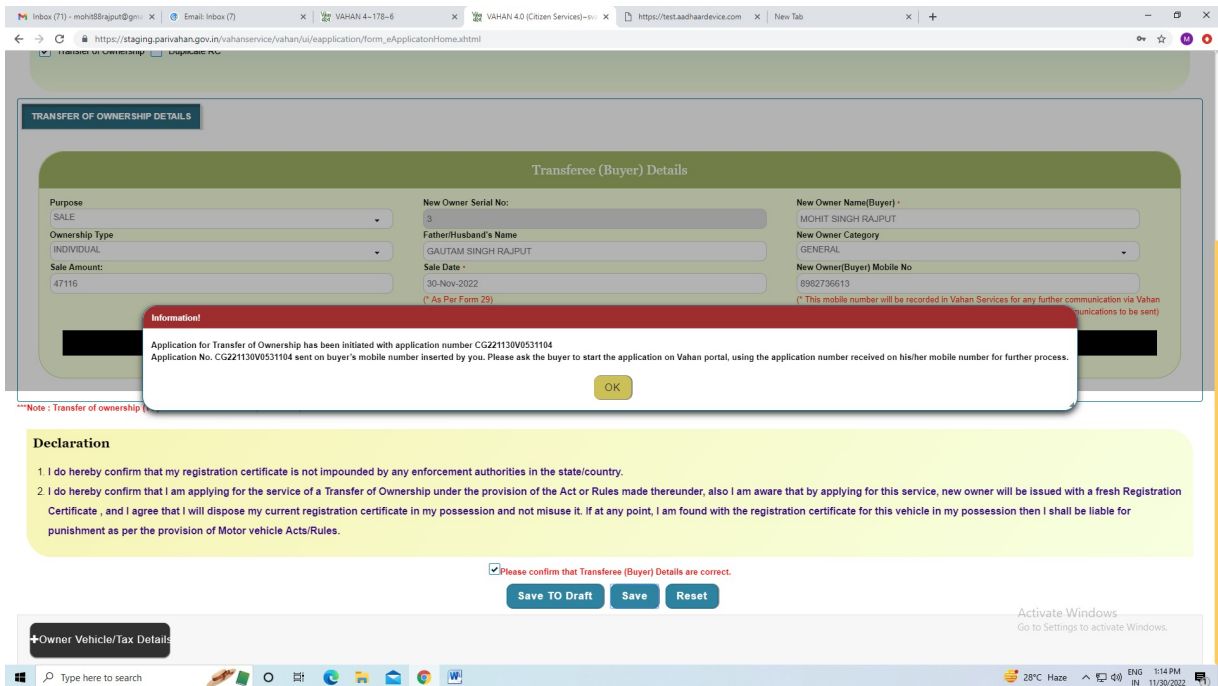 Inbox (71) - mohit88rajput@gma
Email: Inbox (7)
VAHAN 4~178~6
VAHAN 4.0 (Citizen Services)~sva
https://test.aadhaardevice.com
New Tab
https://staging.parivahan.gov.in/vahanservice/vahan/ui/eapplication/form_eApplicatonHome.xhtml
Transfer of Ownership Duplicate RC
TRANSFER OF OWNERSHIP DETAILS
Transferee (Buyer) Details
Purpose New Owner Serial No: New Owner Name(Buyer) *
SALE 3 MOHIT SINGH RAJPUT
Ownership Type Father/Husband's Name New Owner Category
INDIVIDUAL GAUTAM SINGH RAJPUT GENERAL
Sale Amount: Sale Date * New Owner(Buyer) Mobile No
47116 30-Nov-2022 8982736613
(* As Per Form 29) (* This mobile number will be recorded in Vahan Services for any further communication via Vahan
munications to be sent)
Information!
Application for Transfer of Ownership has been initiated with application number CG221130V0531104
Application No. CG221130V0531104 sent on buyer's mobile number inserted by you. Please ask the buyer to start the application on Vahan portal, using the application number received on his/her mobile number for further process.
OK
***Note : Transfer of ownership
Declaration
1. I do hereby confirm that my registration certificate is not impounded by any enforcement authorities in the state/country.
2. I do hereby confirm that I am applying for the service of a Transfer of Ownership under the provision of the Act or Rules made thereunder, also I am aware that by applying for this service, new owner will be issued with a fresh Registration
Certificate , and I agree that I will dispose my current registration certificate in my possession and not misuse it. If at any point, I am found with the registration certificate for this vehicle in my possession then I shall be liable for
punishment as per the provision of Motor vehicle Acts/Rules.
Please confirm that Transferee (Buyer) Details are correct.
Save TO Draft Save Reset
Activate Windows
Go to Settings to activate Windows.
+Owner Vehicle/Tax Details
Type here to search
28°C Haze
ENG 1:14 PM
IN 11/30/2022